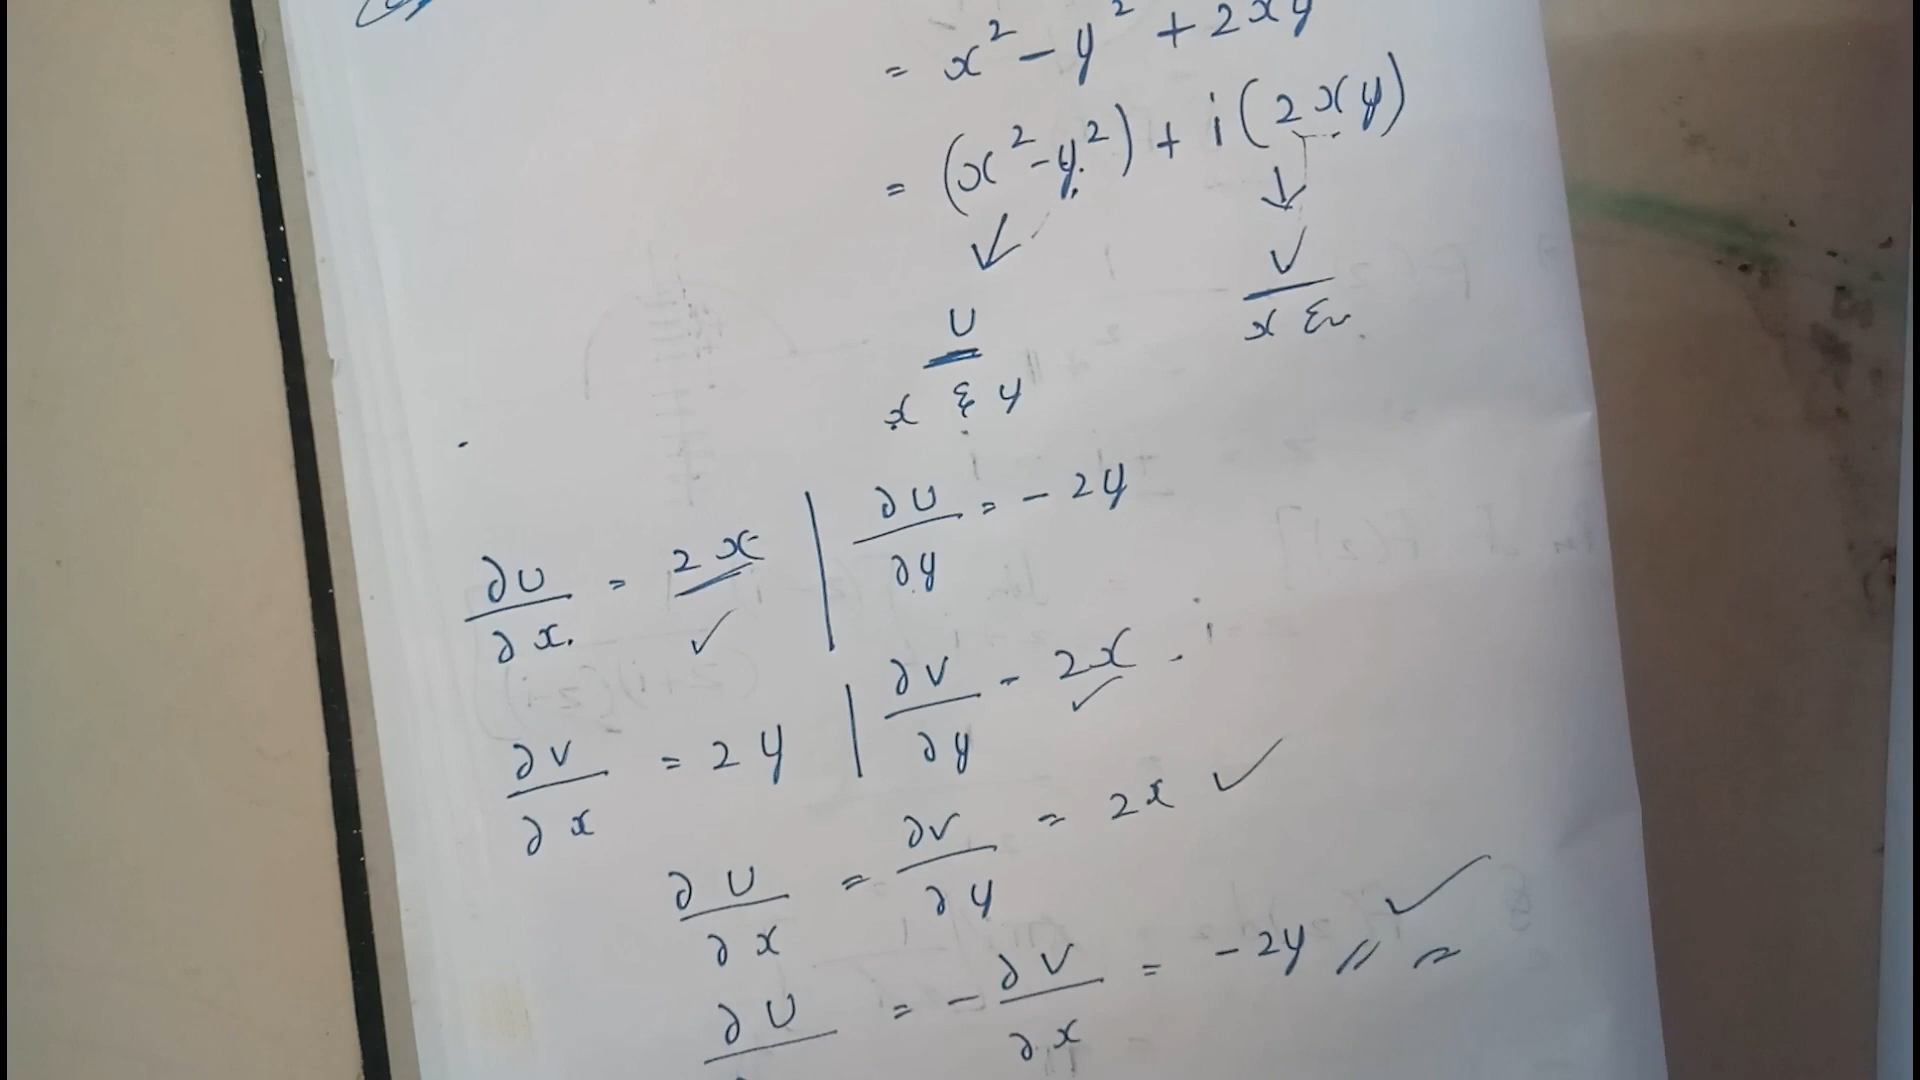 = x² - y² + 2xy
= (x² - y²) + i(2xy)
U V
x & y x &
∂U/∂x = 2x ✓ | ∂U/∂y = -2y
∂V/∂x = 2y | ∂V/∂y = 2x ✓
∂U/∂x = ∂V/∂y = 2x ✓
∂U = -∂V/∂x = -2y // ✓